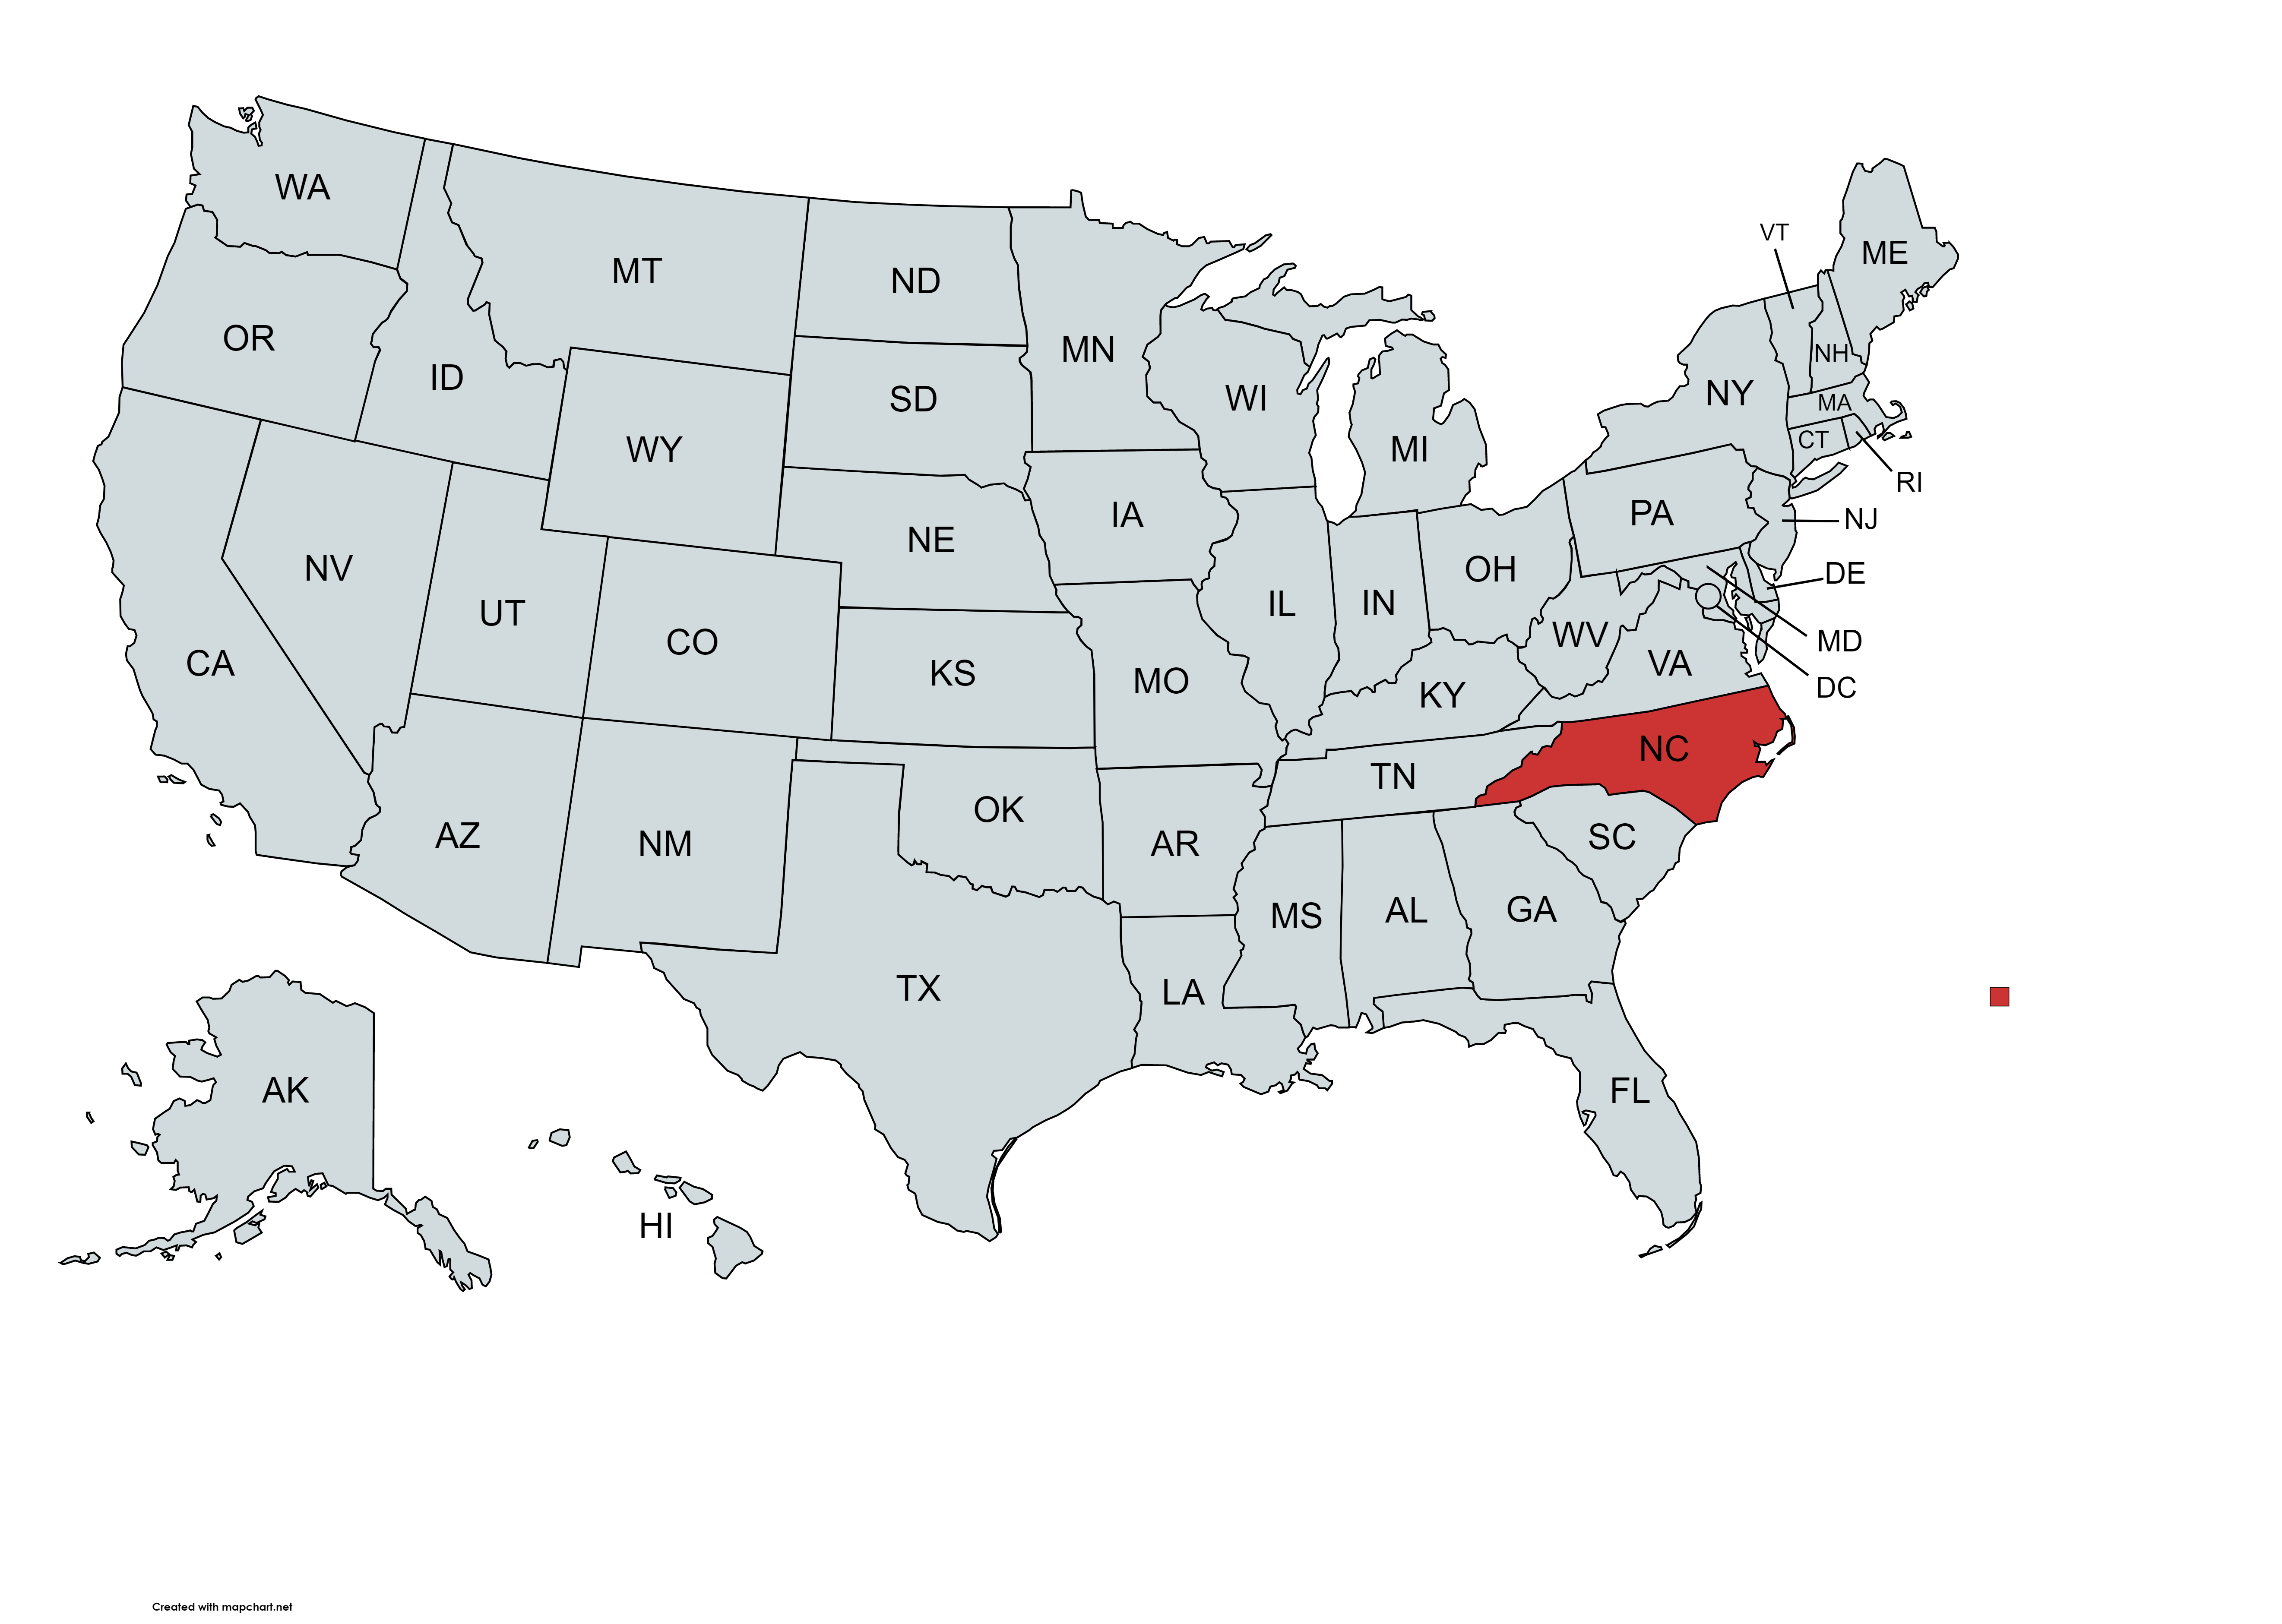 WA
MT
ND
MN
VT
ME
OR
ID
SD
WI
NH
NY
MA
CT
WY
MI
RI
IA
PA
NJ
NE
NV
UT
CO
IL
IN
OH
DE
WV
MD
CA
KS
MO
KY
VA
DC
NC
TN
OK
AZ
NM
AR
SC
MS
AL
GA
TX
LA
AK
FL
HI
Created with mapchart.net